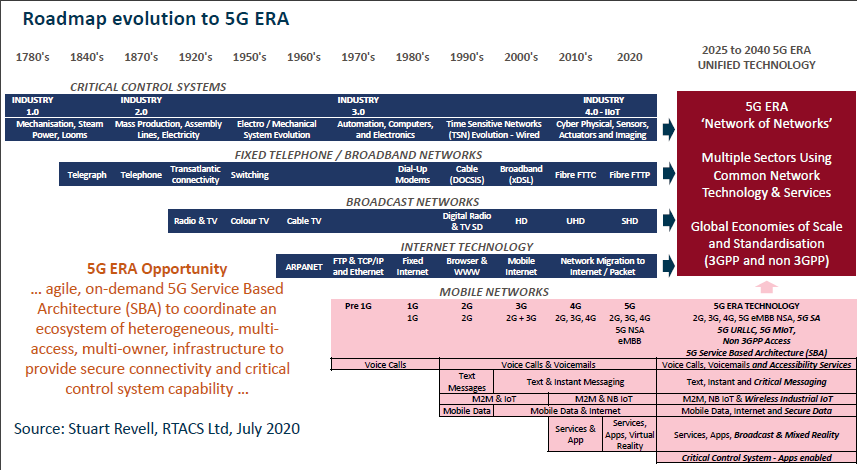 Roadmap evolution to 5G ERA
1780's 1840's 1870's 1920's 1950's 1960's 1970's 1980's 1990's 2000's 2010's 2020
2025 to 2040 5G ERA
UNIFIED TECHNOLOGY
CRITICAL CONTROL SYSTEMS
INDUSTRY
1.0
INDUSTRY
2.0
INDUSTRY
3.0
INDUSTRY
4.0 - IIoT
Mechanisation, Steam
Power, Looms
Mass Production, Assembly
Lines, Electricity
Electro / Mechanical
System Evolution
Automation, Computers,
and Electronics
Time Sensitive Networks
(TSN) Evolution - Wired
Cyber Physical, Sensors,
Actuators and Imaging
FIXED TELEPHONE / BROADBAND NETWORKS
Telegraph
Telephone
Transatlantic
connectivity
Switching
Dial-Up
Modems
Cable
(DOCSIS)
Broadband
(xDSL)
Fibre FTTC
Fibre FTTP
BROADCAST NETWORKS
Radio & TV
Colour TV
Cable TV
Digital Radio
& TV SD
HD
UHD
SHD
INTERNET TECHNOLOGY
ARPANET
FTP & TCP/IP
and Ethernet
Fixed
Internet
Browser &
WWW
Mobile
Internet
Network Migration to
Internet / Packet
5G ERA
‘Network of Networks’
Multiple Sectors Using
Common Network
Technology & Services
Global Economies of Scale
and Standardisation
(3GPP and non 3GPP)
5G ERA Opportunity
... agile, on-demand 5G Service Based
Architecture (SBA) to coordinate an
ecosystem of heterogeneous, multi-
access, multi-owner, infrastructure to
provide secure connectivity and critical
control system capability ...
Source: Stuart Revell, RTACS Ltd, July 2020
MOBILE NETWORKS
Pre 1G
1G
1G
2G
2G
3G
2G + 3G
4G
2G, 3G, 4G
5G
2G, 3G, 4G
5G NSA
eMBB
5G ERA TECHNOLOGY
2G, 3G, 4G, 5G eMBB NSA, 5G SA
5G URLLC, 5G MIoT,
Non 3GPP Access
5G Service Based Architecture (SBA)
Voice Calls
Voice Calls & Voicemails
Voice Calls, Voicemails and Accessibility Services
Text
Messages
Text & Instant Messaging
Text, Instant and Critical Messaging
M2M & IoT
M2M & NB IoT
M2M, NB IoT & Wireless Industrial IoT
Mobile Data
Mobile Data & Internet
Mobile Data, Internet and Secure Data
Services &
App
Services,
Apps, Virtual
Reality
Services, Apps, Broadcast & Mixed Reality
Critical Control System - Apps enabled